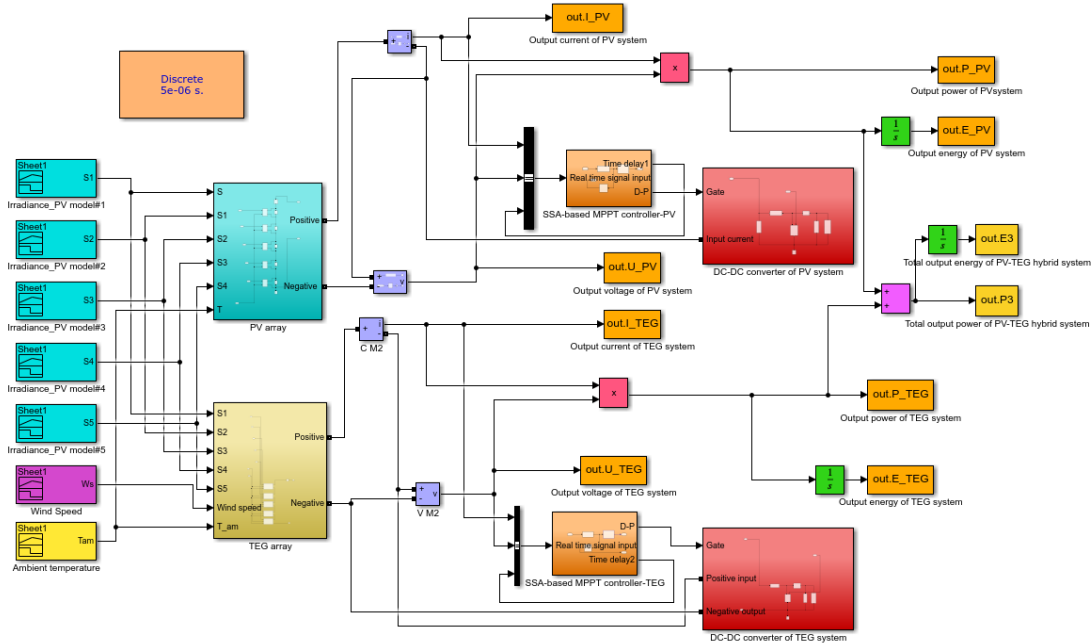 out.I_PV
Output current of PV system
+
i
-
x
out.P_PV
Output power of PVsystem
Discrete
5e-06 s.
1
s
out.E_PV
Output energy of PV system
Sheet1
S1
Irradiance_PV model#1
Sheet1
S2
Irradiance_PV model#2
Sheet1
S3
Irradiance_PV model#3
Sheet1
S4
Irradiance_PV model#4
Sheet1
S5
Irradiance_PV model#5
Sheet1
Ws
Wind Speed
Sheet1
Tam
Ambient temperature
S
S1
S2
S3
S4
T
Positive
Negative
PV array
Time delay1
Real time signal input
D-P
SSA-based MPPT controller-PV
Gate
Input current
DC-DC converter of PV system
+
-
v
out.U_PV
Output voltage of PV system
1
s
out.E3
Total output energy of PV-TEG hybrid system
+
+
out.P3
Total output power of PV-TEG hybrid system
+
i
-
C M2
out.I_TEG
Output current of TEG system
x
out.P_TEG
Output power of TEG system
S1
S2
S3
S4
S5
Wind speed
T_am
Positive
Negative
TEG array
+
-
v
V M2
out.U_TEG
Output voltage of TEG system
1
s
out.E_TEG
Output energy of TEG system
D-P
Real time signal input
Time delay2
SSA-based MPPT controller-TEG
Gate
Positive input
Negative output
DC-DC converter of TEG system